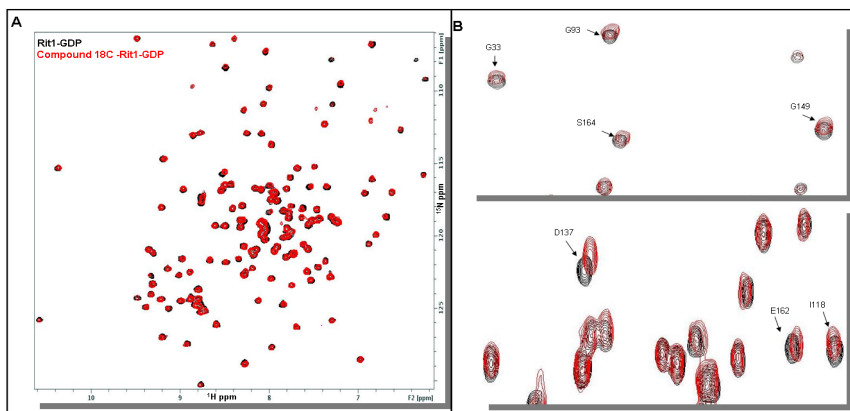 A
Rit1-GDP
Compound 18C -Rit1-GDP
F1 [ppm]
110
115
15N ppm
120
125
10
9
1H ppm
8
7
F2 [ppm]
B
G93
G33
S164
G149
D137
E162
I118